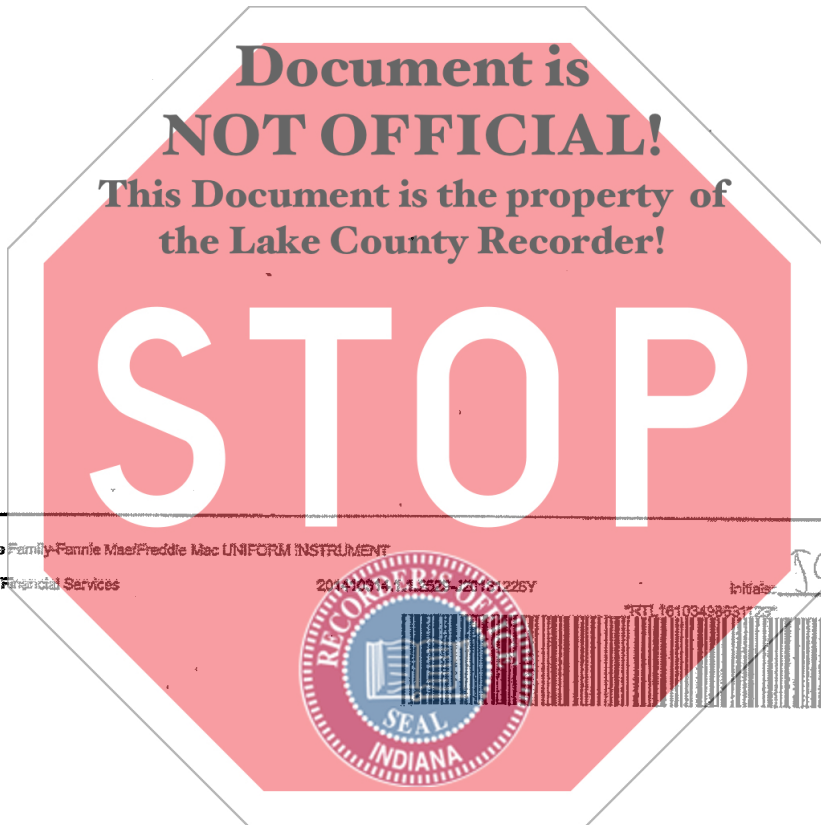 Document is
NOT OFFICIAL!
This Document is the property of
the Lake County Recorder!
STOP
Family-Fannie Mae/Freddie Mac UNIFORM INSTRUMENT
Financial Services
Initials:
RECORDER'S OFFICE
SEAL
INDIANA